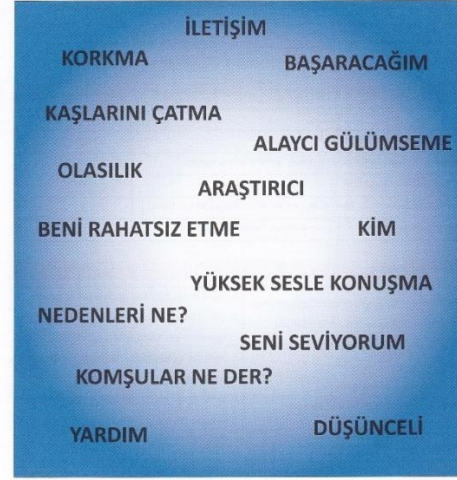 İLETİŞİM
KORKMA
BAŞARACAĞIM
KAŞLARINI ÇATMA
ALAYCI GÜLÜMSEME
OLASILIK
ARAŞTIRICI
BENİ RAHATSIZ ETME
KİM
YÜKSEK SESLE KONUŞMA
NEDENLERİ NE?
SENİ SEVİYORUM
KOMŞULAR NE DER?
YARDIM
DÜŞÜNCELİ